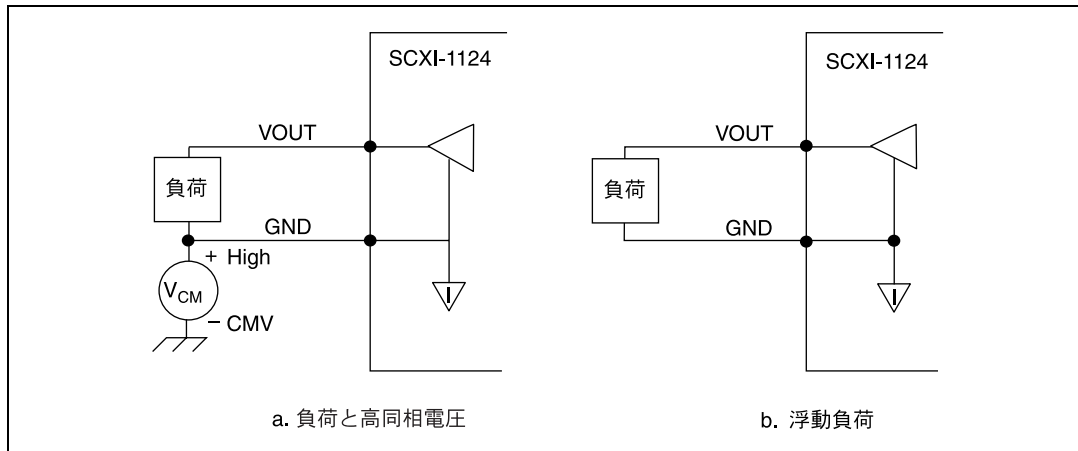 SCXI-1124
VOUT
負荷
GND
+ High
VCM
− CMV
I
a. 負荷と高同相電圧
SCXI-1124
VOUT
負荷
GND
I
b. 浮動負荷